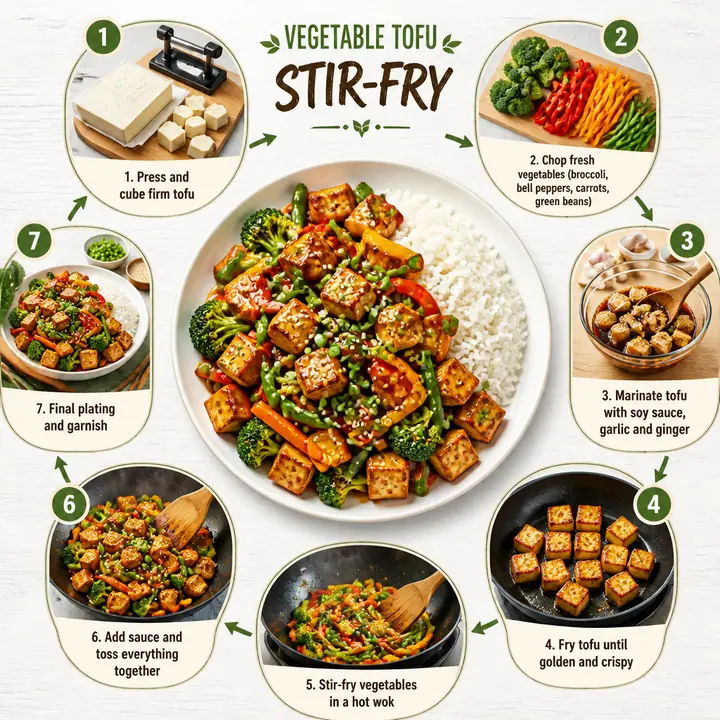 VEGETABLE TOFU
STIR-FRY
1
1. Press and
cube firm tofu
2
2. Chop fresh
vegetables (broccoli,
bell peppers, carrots,
green beans)
3
3. Marinate tofu
with soy sauce,
garlic and ginger
4
4. Fry tofu until
golden and crispy
5. Stir-fry vegetables
in a hot wok
6
6. Add sauce and
toss everything
together
7
7. Final plating
and garnish